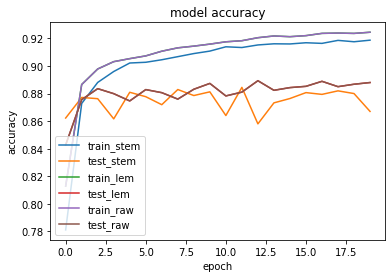 model accuracy
accuracy
0.92
0.90
0.88
0.86
0.84
0.82
0.80
0.78
train_stem
test_stem
train_lem
test_lem
train_raw
test_raw
0.0 2.5 5.0 7.5 10.0 12.5 15.0 17.5
epoch